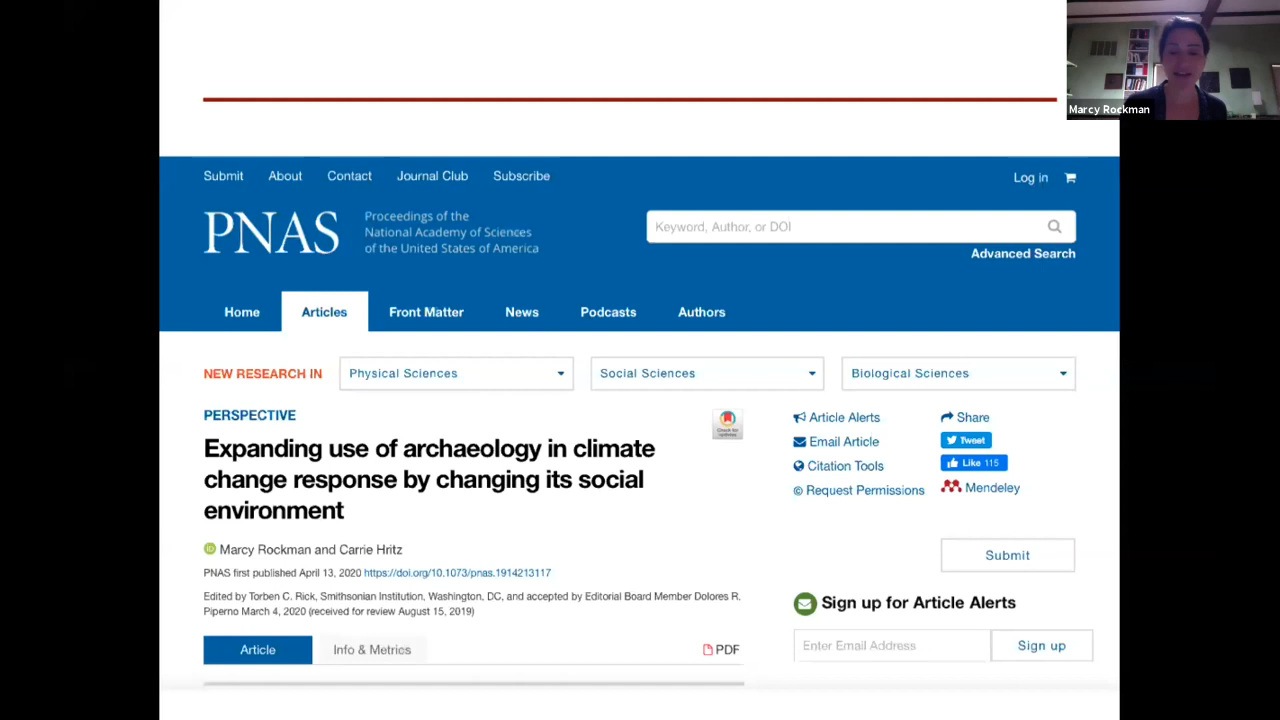 Marcy Rockman
Submit About Contact Journal Club Subscribe
Log in
PNAS
Proceedings of the
National Academy of Sciences
of the United States of America
Keyword, Author, or DOI
Advanced Search
Home Articles Front Matter News Podcasts Authors
NEW RESEARCH IN Physical Sciences Social Sciences Biological Sciences
PERSPECTIVE
Expanding use of archaeology in climate
change response by changing its social
environment
Check for
updates
iD Marcy Rockman and Carrie Hritz
PNAS first published April 13, 2020 https://doi.org/10.1073/pnas.1914213117
Edited by Torben C. Rick, Smithsonian Institution, Washington, DC, and accepted by Editorial Board Member Dolores R.
Piperno March 4, 2020 (received for review August 15, 2019)
Article Info & Metrics PDF
Article Alerts Share
Email Article Tweet
Citation Tools Like 115
© Request Permissions Mendeley
Submit
Sign up for Article Alerts
Enter Email Address Sign up